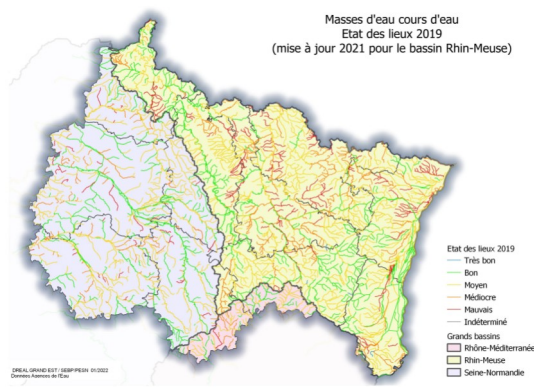 Masses d'eau cours d'eau
Etat des lieux 2019
(mise à jour 2021 pour le bassin Rhin-Meuse)
Etat des lieux 2019
Très bon
Bon
Moyen
Médiocre
Mauvais
Indéterminé
Grands bassins
Rhône-Méditerranée
Rhin-Meuse
Seine-Normandie
DREAL GRAND EST / SEBP/PESN 01/2022
Données Agences de l'Eau